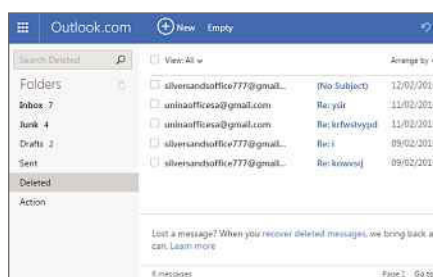 Outlook.com New Empty
Search Deleted View: All Arrange by
Folders
Inbox 7
Junk 4
Drafts 2
Sent
Deleted
Action
silversandsoffice777@gmail... (No Subject) 12/02/201
uninaofficesa@gmail.com Re: ysir 11/02/201
uninaofficesa@gmail.com Re: krfwstvypd 11/02/201
silversandsoffice777@gmail... Re: i 09/02/201
silversandsoffice777@gmail... Re: knwvsij 09/02/201
Lost a message? When you recover deleted messages, we bring back a
can. Learn more
messages Page 1 Go to